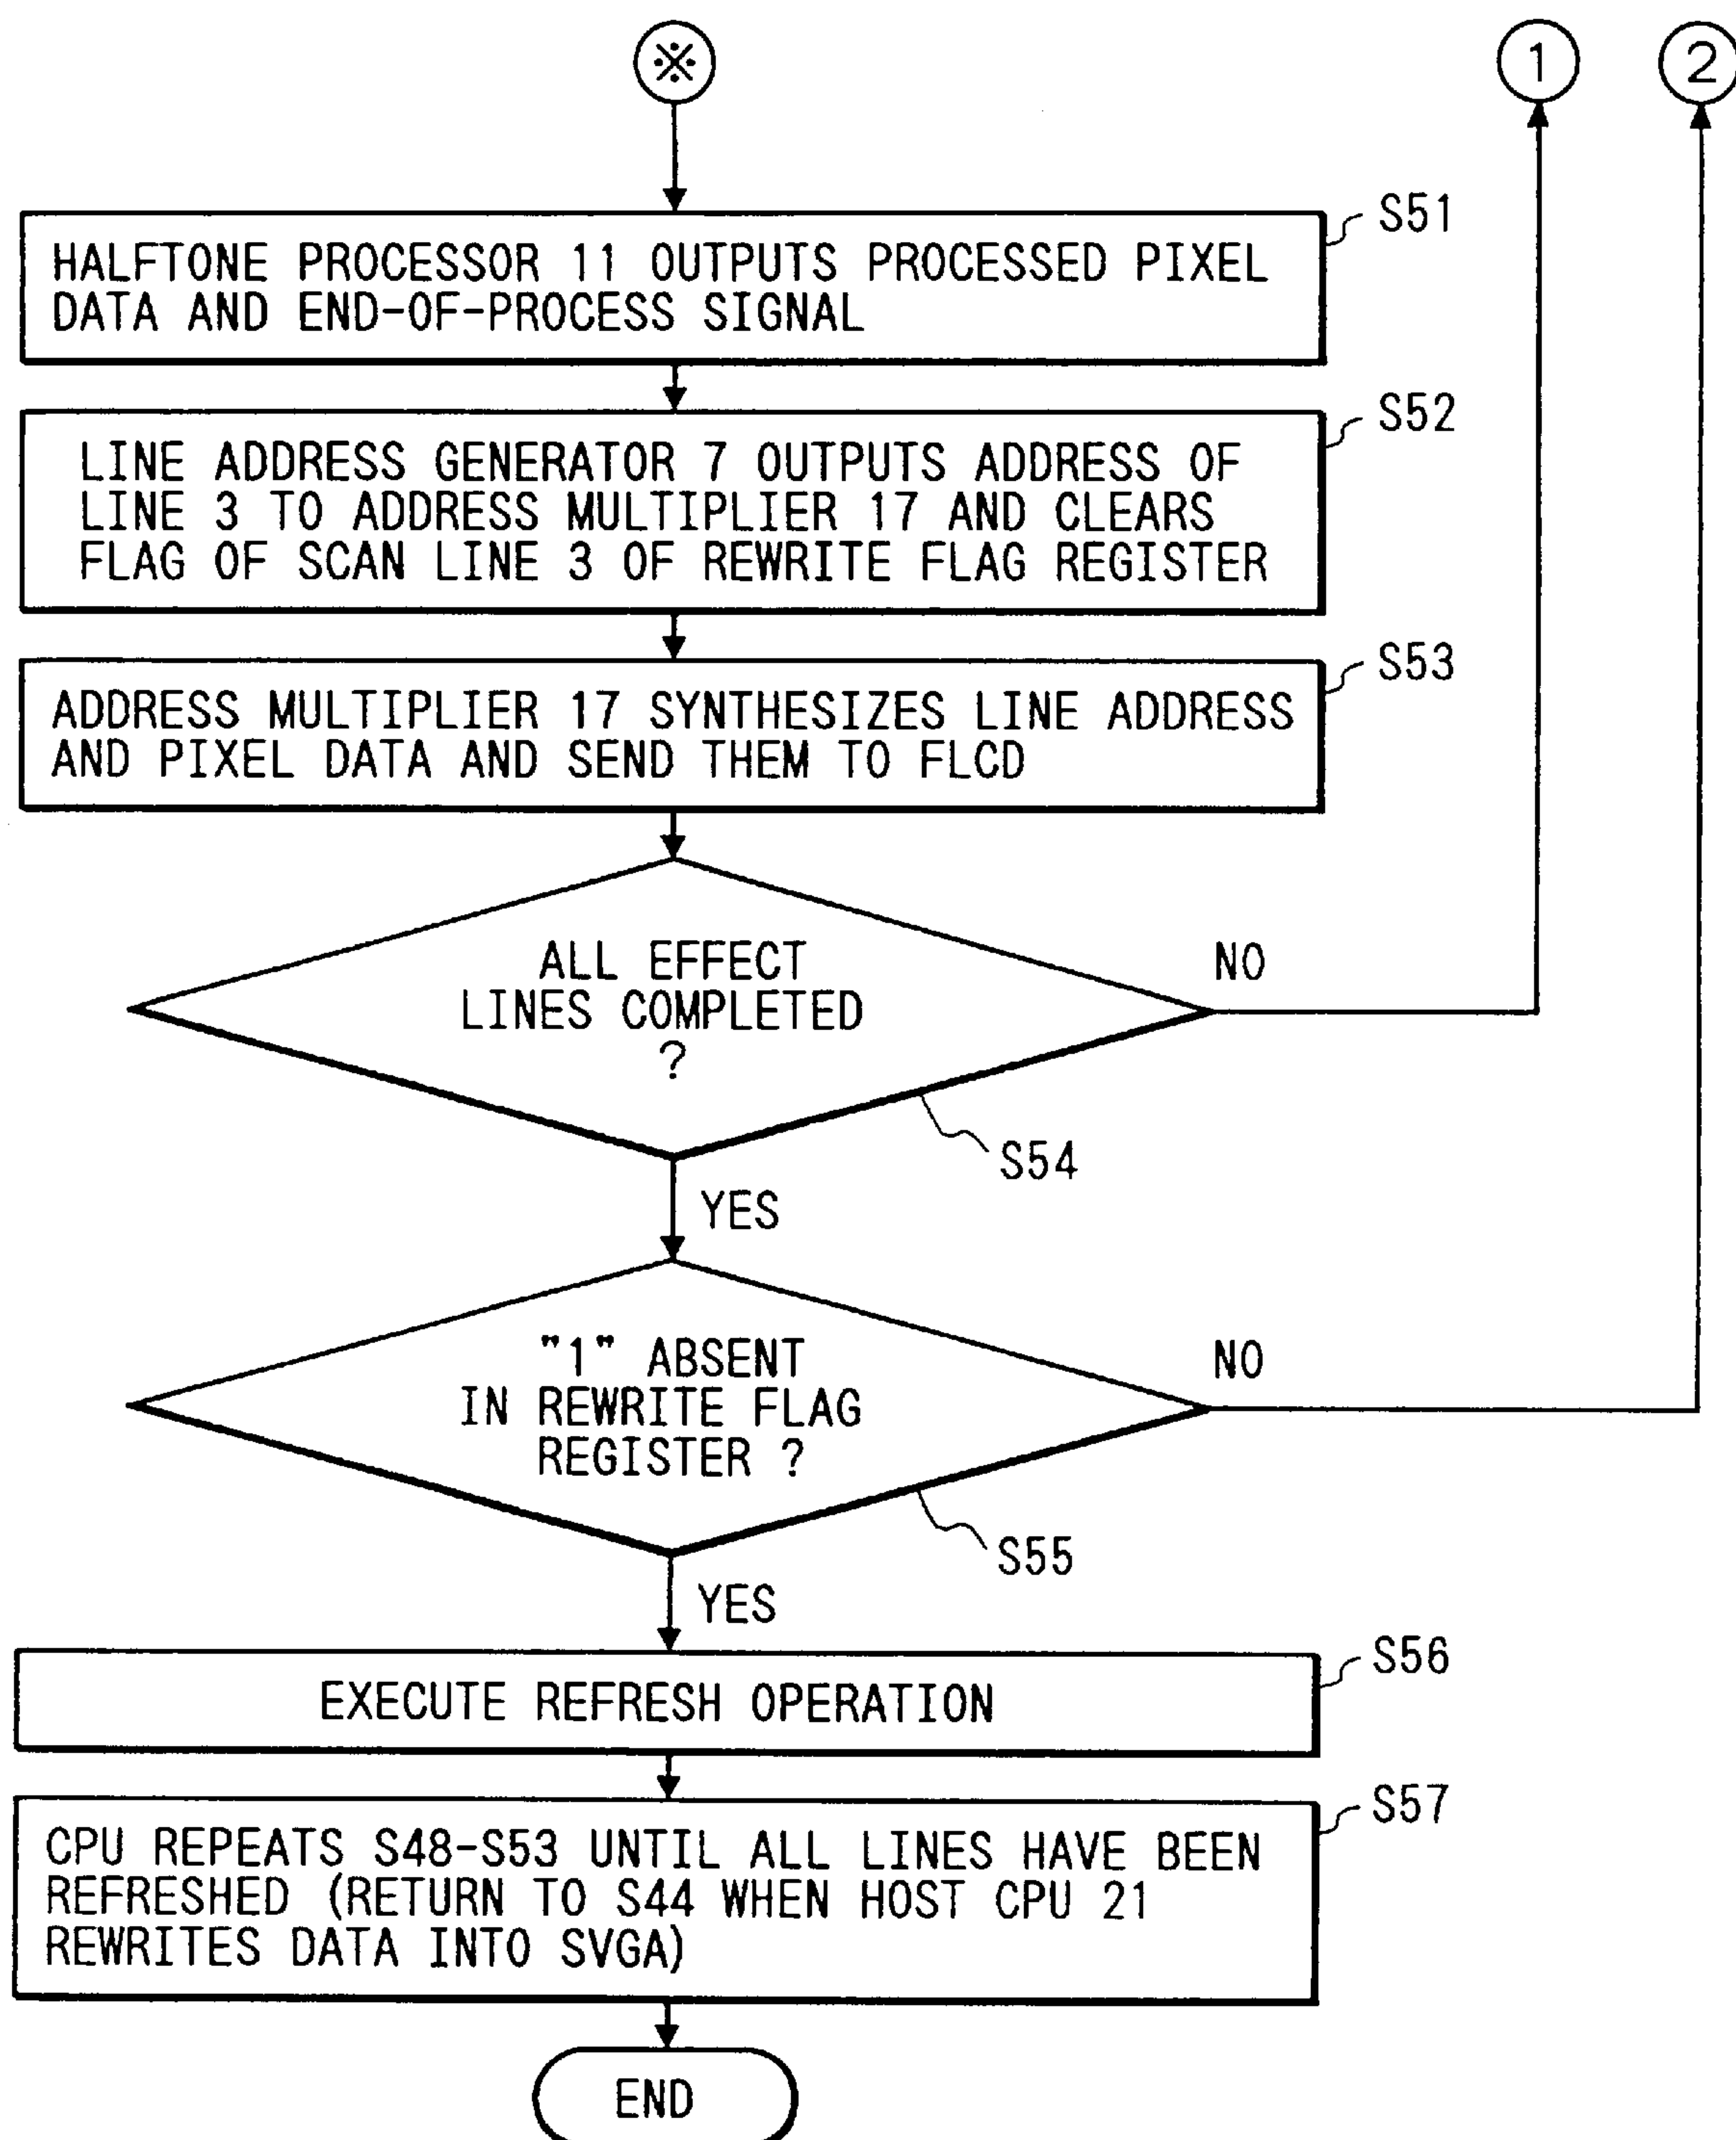 ※
1
2
S51
HALFTONE PROCESSOR 11 OUTPUTS PROCESSED PIXEL
DATA AND END-OF-PROCESS SIGNAL
S52
LINE ADDRESS GENERATOR 7 OUTPUTS ADDRESS OF
LINE 3 TO ADDRESS MULTIPLIER 17 AND CLEARS
FLAG OF SCAN LINE 3 OF REWRITE FLAG REGISTER
S53
ADDRESS MULTIPLIER 17 SYNTHESIZES LINE ADDRESS
AND PIXEL DATA AND SEND THEM TO FLCD
ALL EFFECT
LINES COMPLETED
?
NO
S54
YES
"1" ABSENT
IN REWRITE FLAG
REGISTER ?
NO
S55
YES
S56
EXECUTE REFRESH OPERATION
S57
CPU REPEATS S48-S53 UNTIL ALL LINES HAVE BEEN
REFRESHED (RETURN TO S44 WHEN HOST CPU 21
REWRITES DATA INTO SVGA)
END